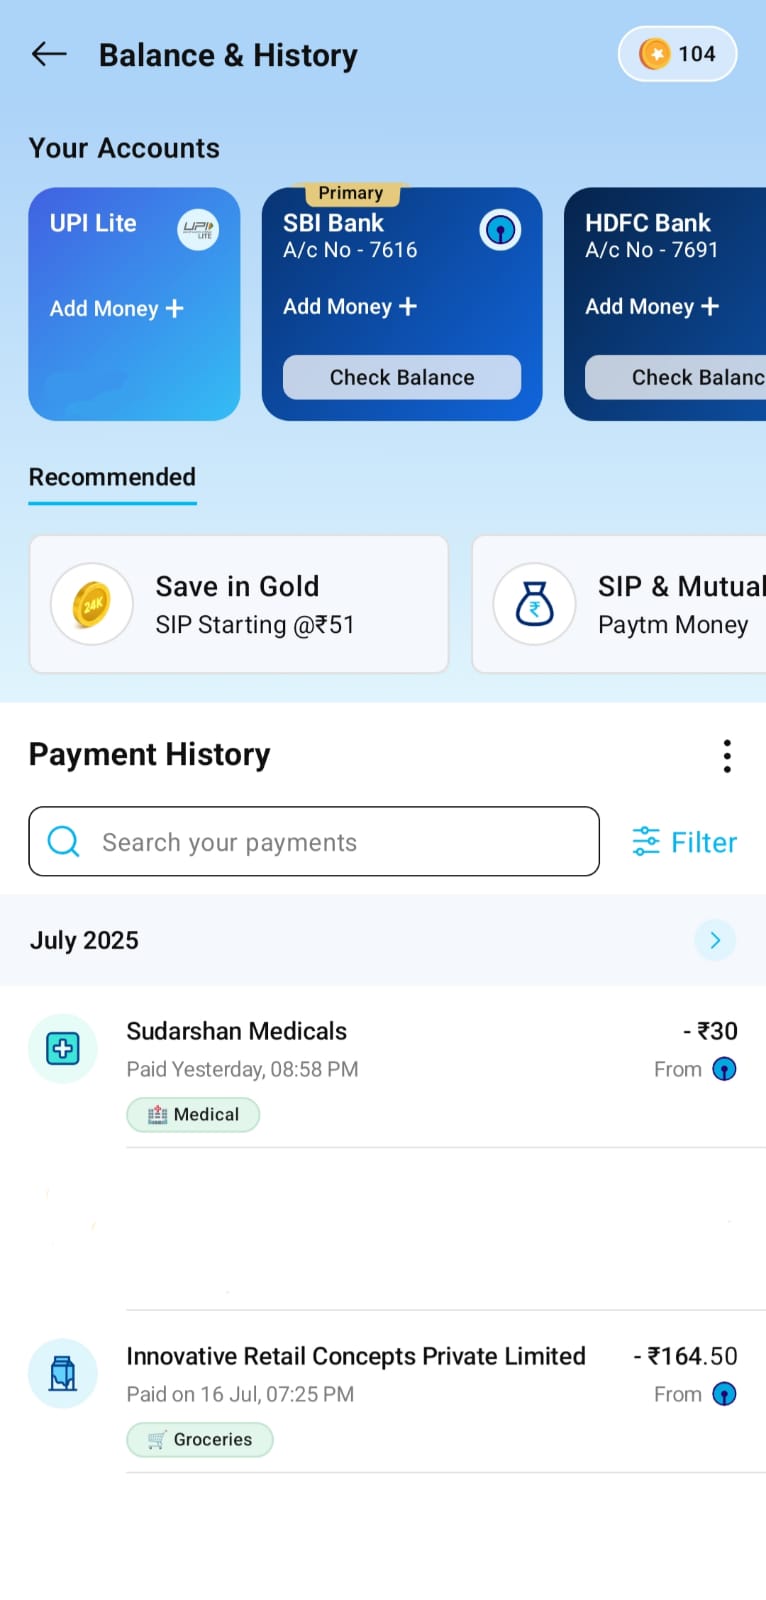 Balance & History
104
Your Accounts
UPI Lite
UPI
LITE
Add Money +
Primary
SBI Bank
A/c No - 7616
Add Money +
Check Balance
HDFC Bank
A/c No - 7691
Add Money +
Check Balanc
Recommended
24K
Save in Gold
SIP Starting @₹51
₹
SIP & Mutual
Paytm Money
Payment History
Search your payments
Filter
July 2025
Sudarshan Medicals
- ₹30
Paid Yesterday, 08:58 PM
From
Medical
Innovative Retail Concepts Private Limited
- ₹164.50
Paid on 16 Jul, 07:25 PM
From
Groceries